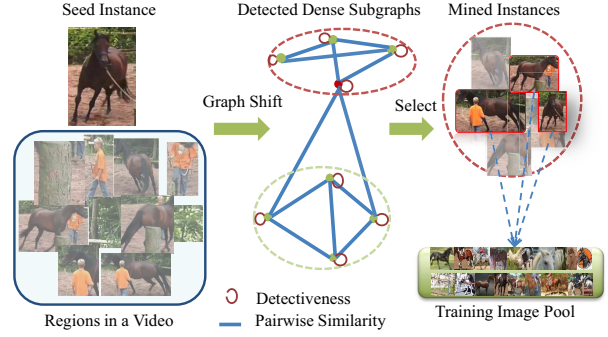 Seed Instance
Detected Dense Subgraphs
Mined Instances
Graph Shift
Select
Detectiveness
Pairwise Similarity
Regions in a Video
Training Image Pool